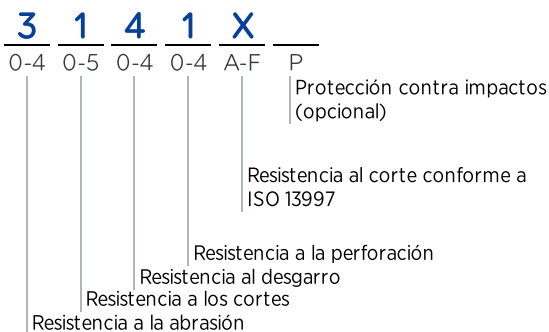 3 1 4 1 X
0-4 0-5 0-4 0-4 A-F P
Protección contra impactos
(opcional)
Resistencia al corte conforme a
ISO 13997
Resistencia a la perforación
Resistencia al desgarro
Resistencia a los cortes
Resistencia a la abrasión